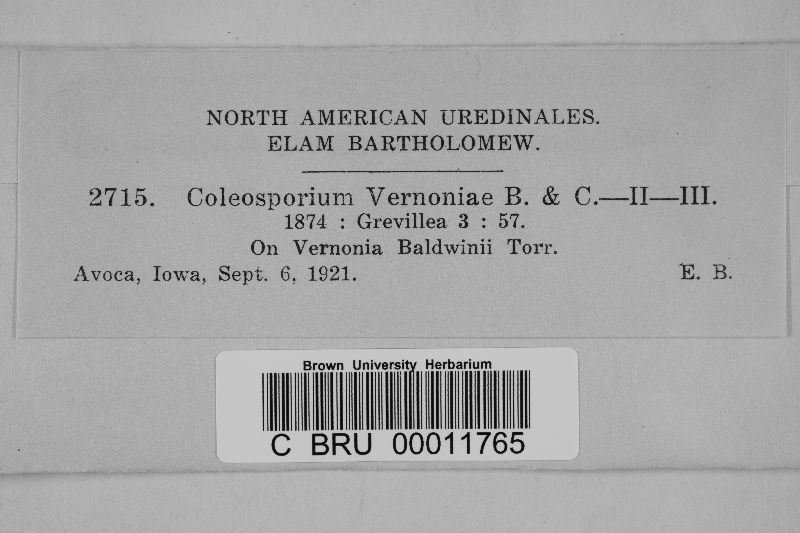 NORTH AMERICAN UREDINALES.
ELAM BARTHOLOMEW.
2715. Coleosporium Vernoniae B. & C.—II—III.
1874 : Grevillea 3 : 57.
On Vernonia Baldwinii Torr.
Avoca, Iowa, Sept. 6, 1921. E. B.
Brown University Herbarium
C BRU 00011765